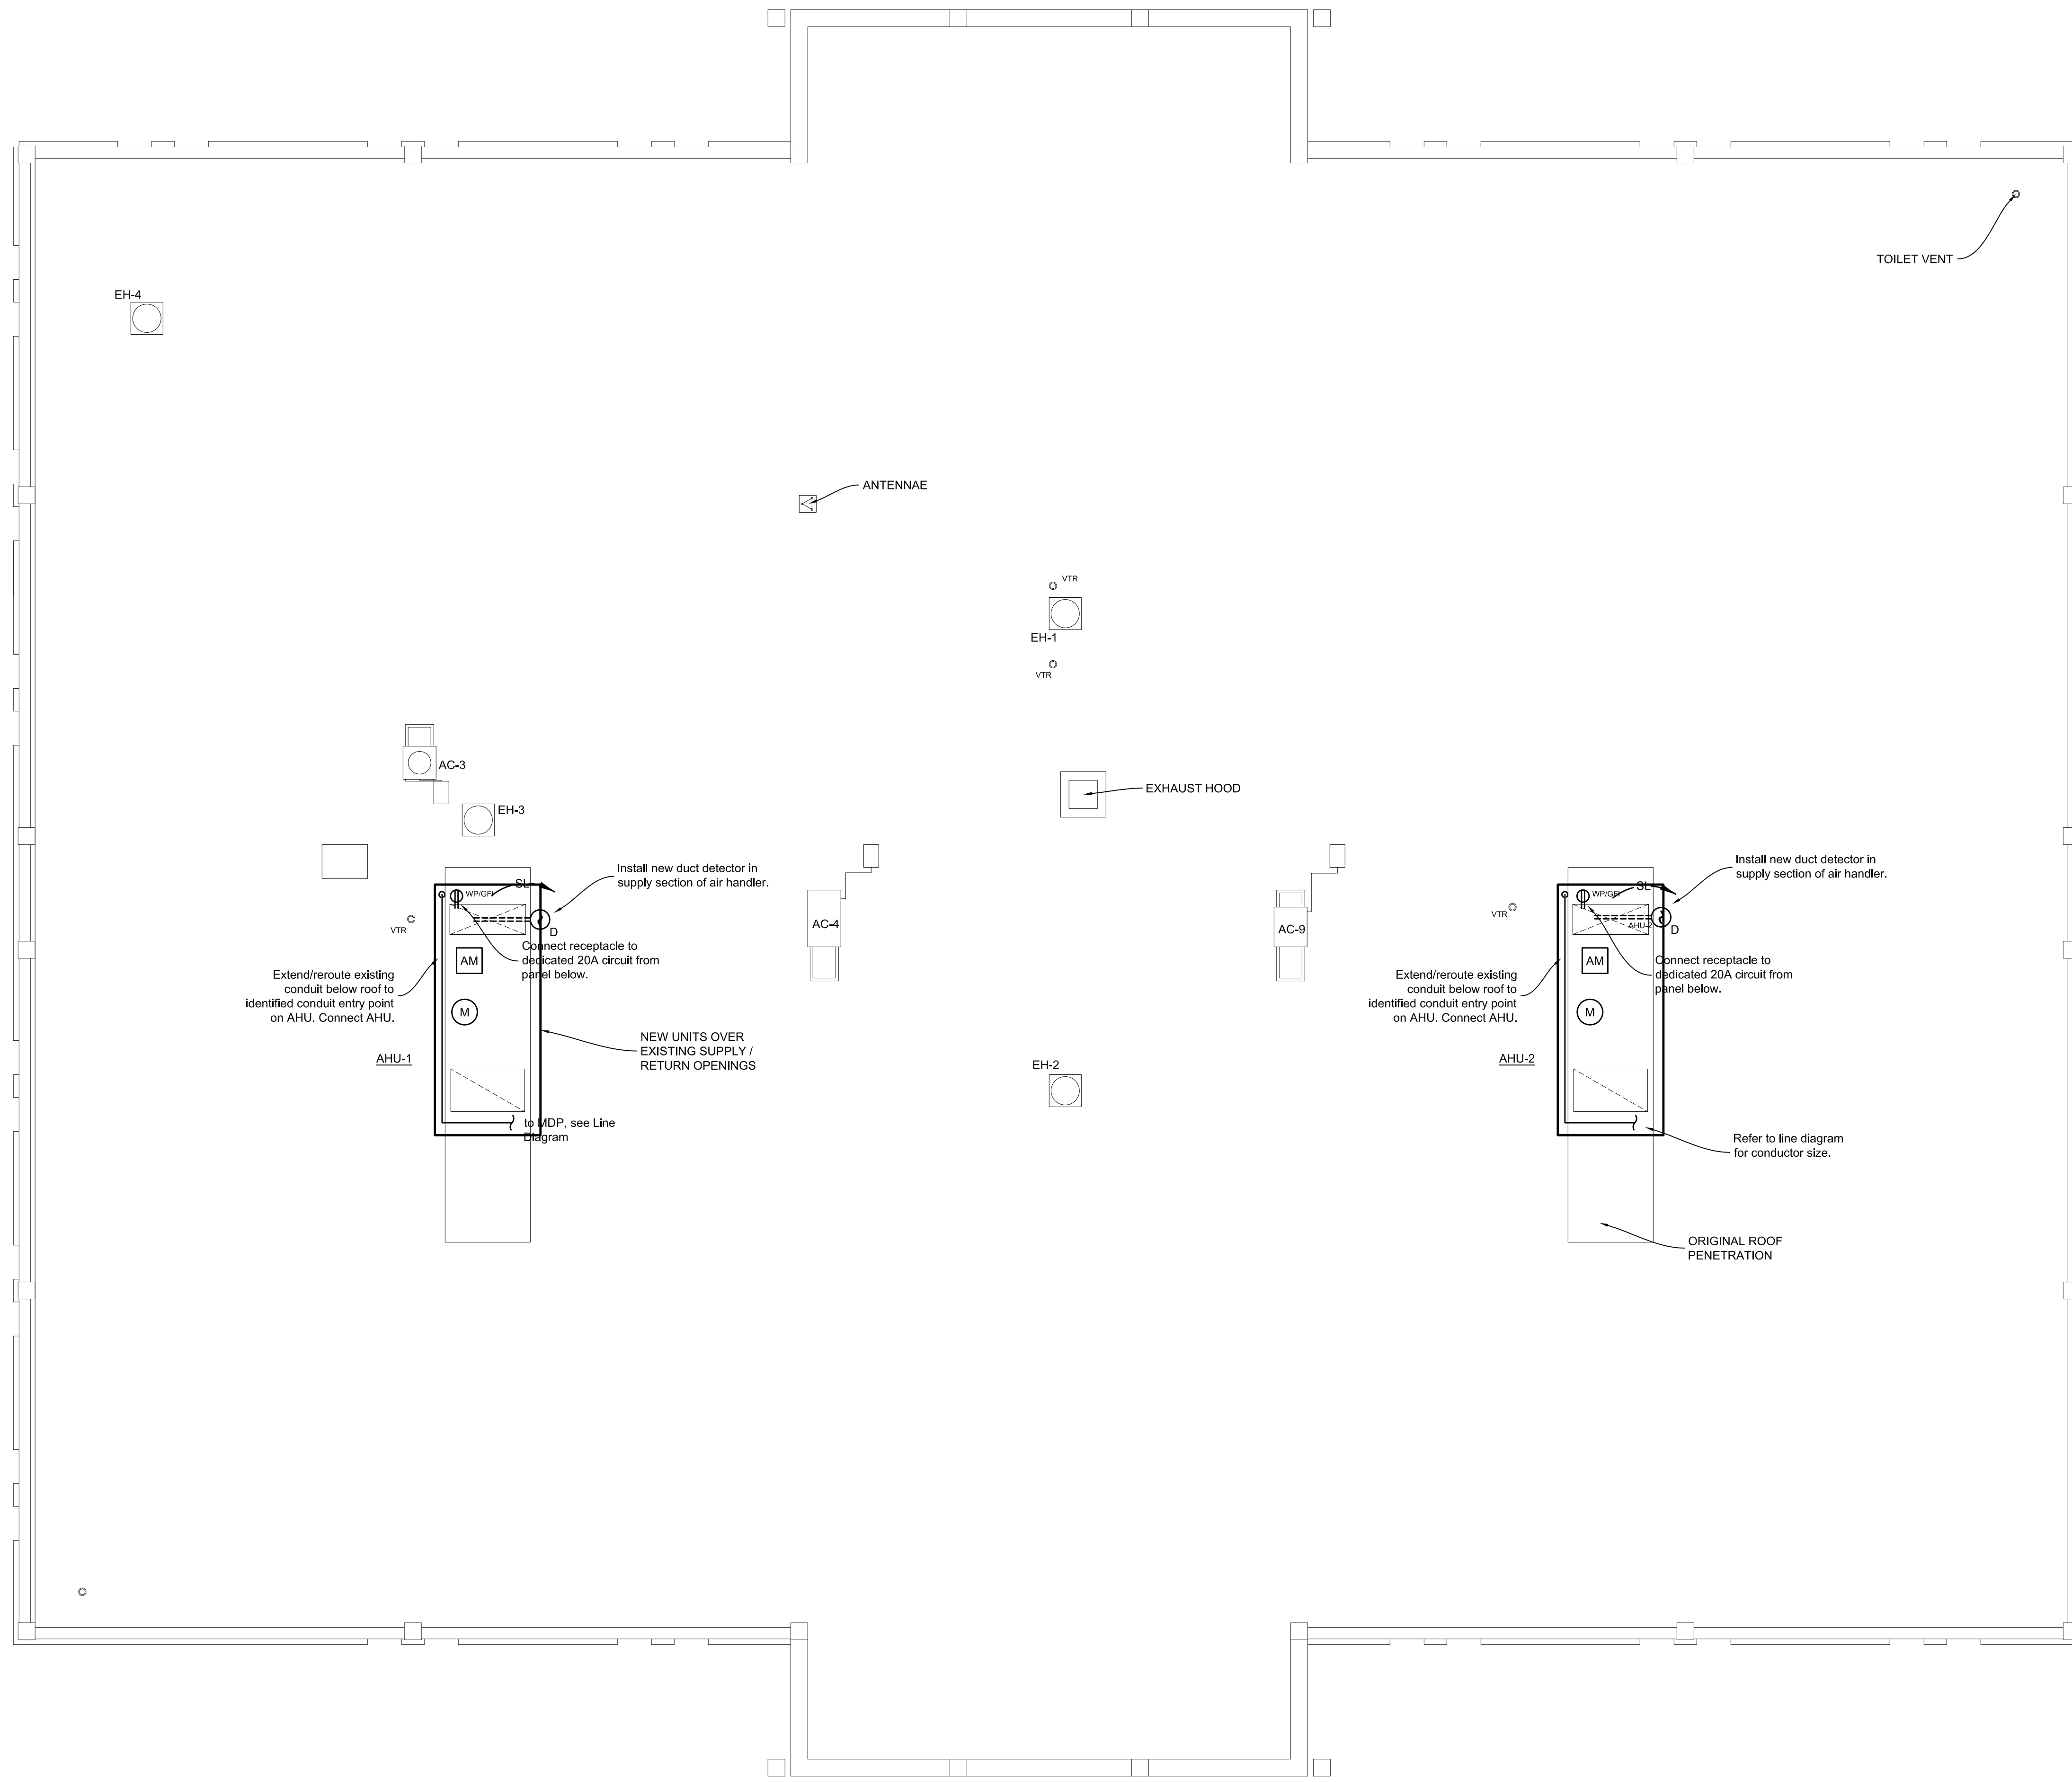 TOILET VENT
EH-4
ANTENNAE
VTR
EH-1
VTR
AC-3
EXHAUST HOOD
EH-3
Install new duct detector in
supply section of air handler.
SL
WP/GFI
VTR
D
AC-4
Connect receptacle to
dedicated 20A circuit from
panel below.
AM
Extend/reroute existing
conduit below roof to
identified conduit entry point
on AHU. Connect AHU.
M
NEW UNITS OVER
EXISTING SUPPLY /
RETURN OPENINGS
AHU-1
to MDP, see Line
Diagram
EH-2
AC-9
Install new duct detector in
supply section of air handler.
SL
WP/GFI
VTR
AHU-2
D
Connect receptacle to
dedicated 20A circuit from
panel below.
AM
Extend/reroute existing
conduit below roof to
identified conduit entry point
on AHU. Connect AHU.
M
AHU-2
Refer to line diagram
for conductor size.
ORIGINAL ROOF
PENETRATION